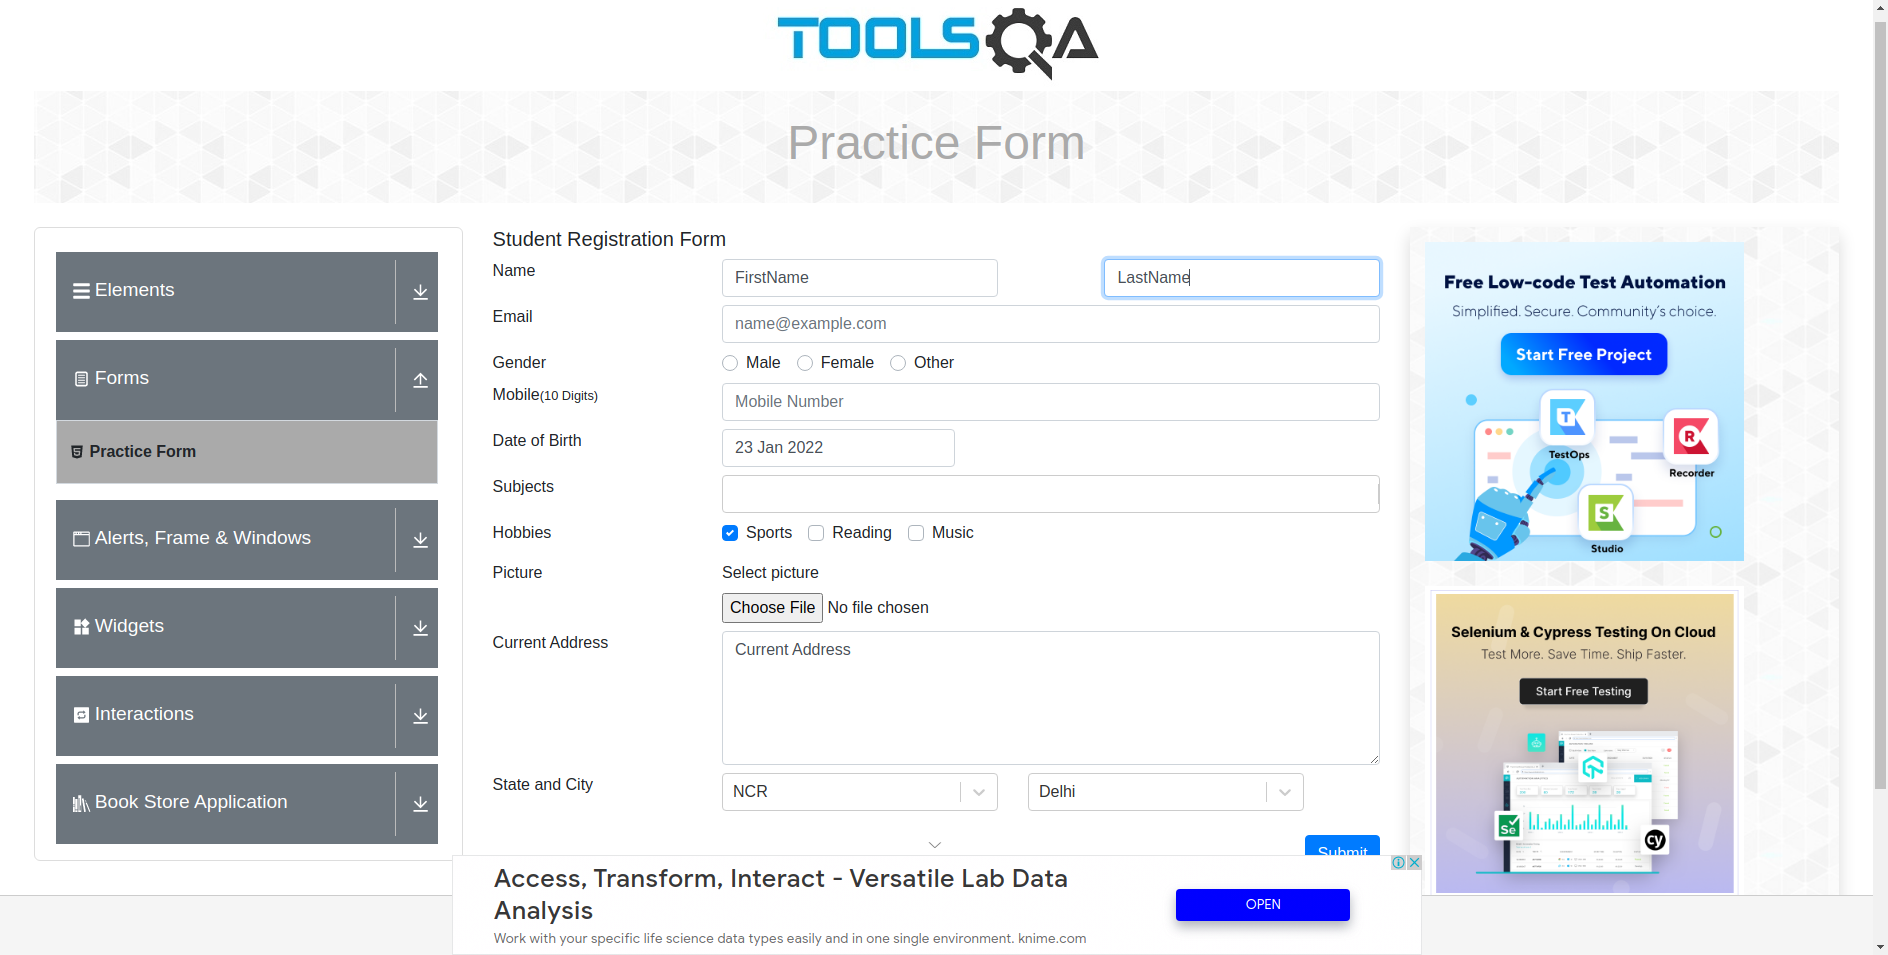 TOOLSQA
Practice Form
Elements
Forms
Practice Form
Alerts, Frame & Windows
Widgets
Interactions
Book Store Application
Student Registration Form
Name
FirstName
LastName
Email
name@example.com
Gender
Male
Female
Other
Mobile(10 Digits)
Mobile Number
Date of Birth
23 Jan 2022
Subjects
Hobbies
Sports
Reading
Music
Picture
Select picture
Choose File No file chosen
Current Address
Current Address
State and City
NCR
Delhi
Submit
Free Low-code Test Automation
Simplified. Secure. Community's choice.
Start Free Project
T
TestOps
R
Recorder
S
Studio
Selenium & Cypress Testing On Cloud
Test More. Save Time. Ship Faster.
Start Free Testing
Se
cy
Access, Transform, Interact - Versatile Lab Data
Analysis
Work with your specific life science data types easily and in one single environment. knime.com
OPEN